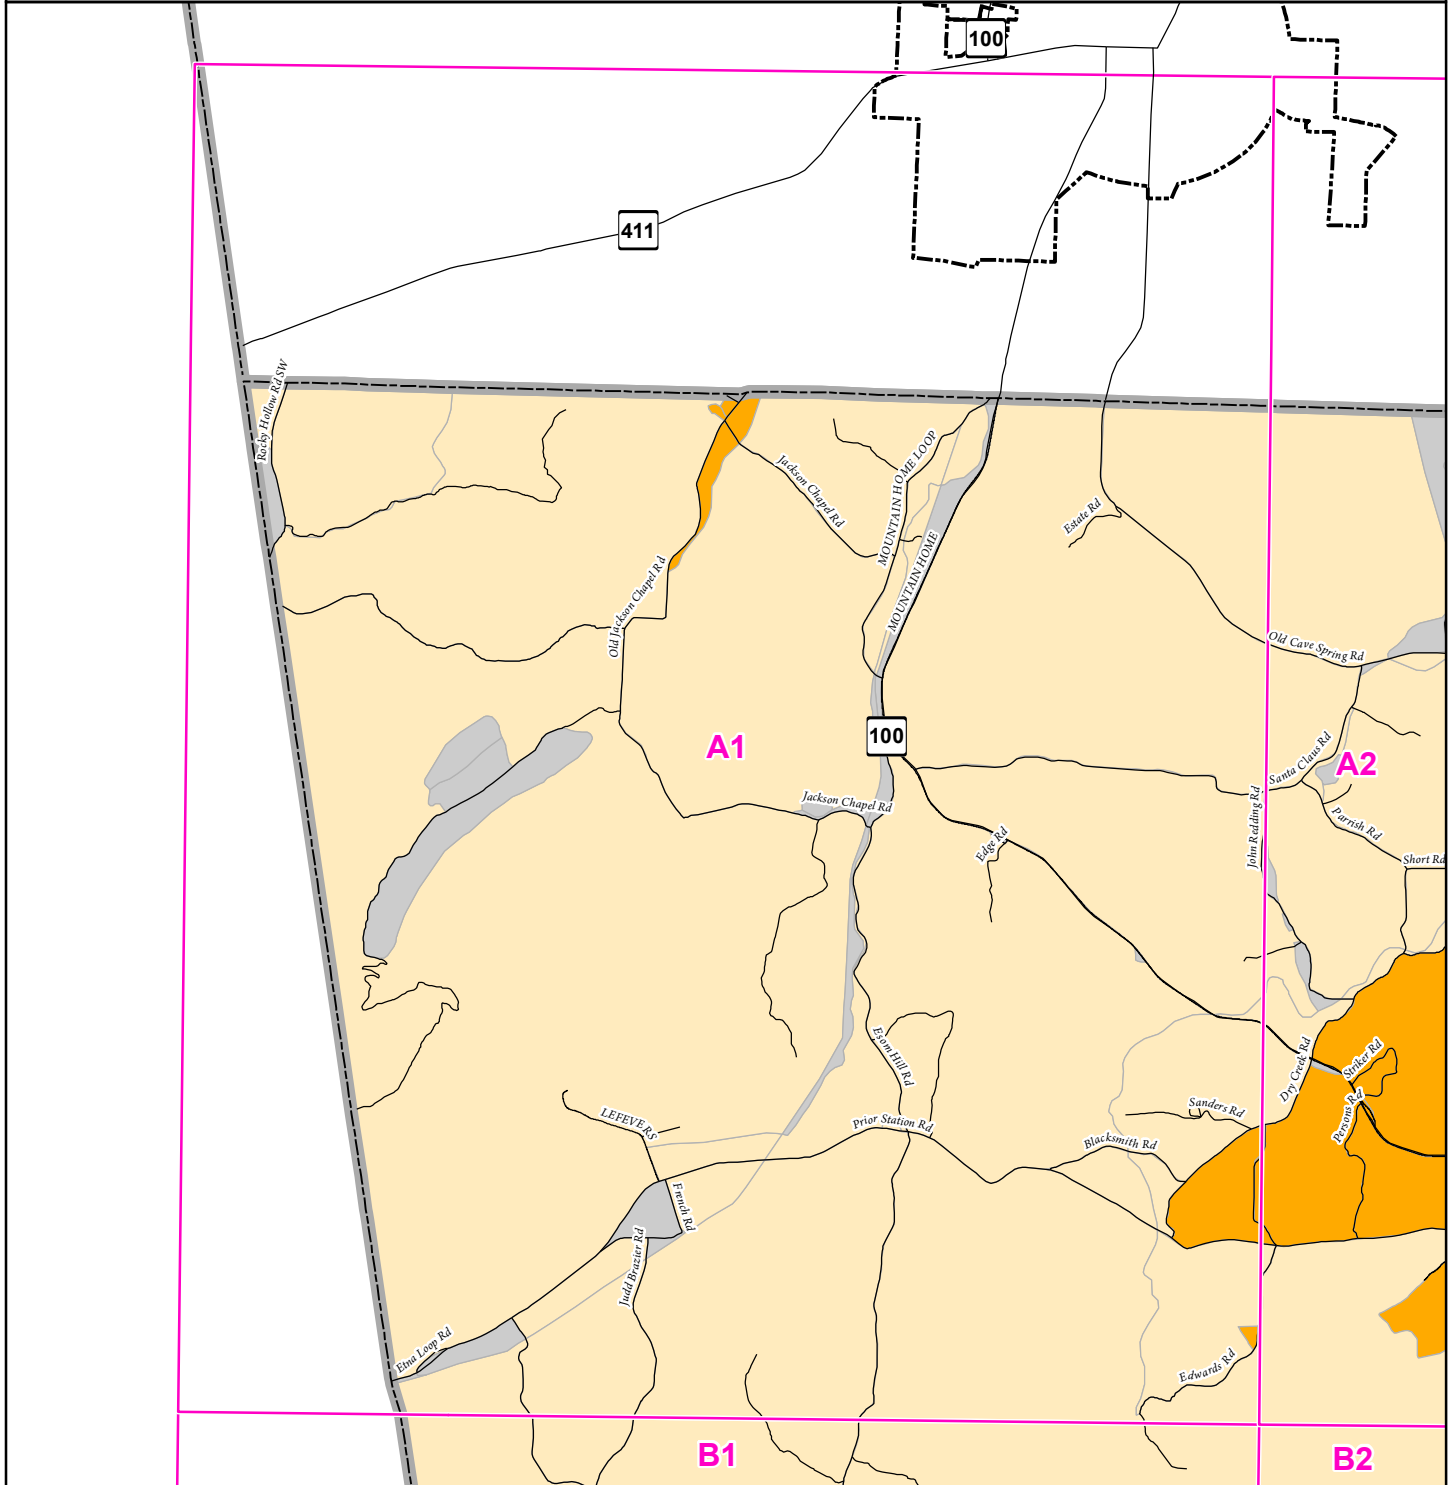 100
411
Rocky Hollow Rd SW
Jackson Chapel Rd
MOUNTAIN HOME LOOP
Estate Rd
MOUNTAIN HOME
Old Jackson Chapel Rd
Old Cave Spring Rd
100
A1
Santa Claus Rd
A2
Jackson Chapel Rd
John Redding Rd
Parrish Rd
Edge Rd
Short Rd
Esom Hill Rd
Dry Creek Rd
Striker Rd
Persons Rd
Sanders Rd
LEFEVERS
Prior Station Rd
Blacksmith Rd
French Rd
Judd Brazier Rd
Etna Loop Rd
Edwards Rd
B1
B2